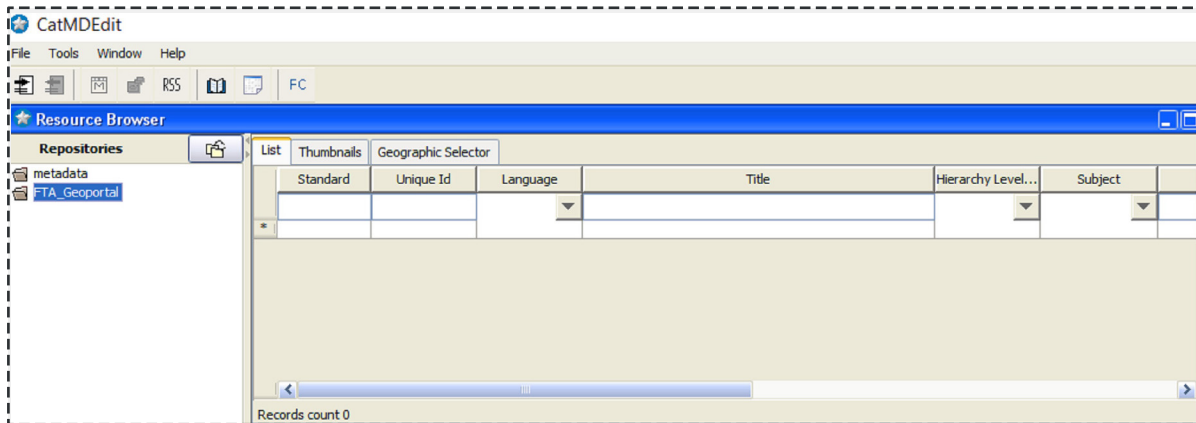 CatMDEdit
File Tools Window Help
M RSS FC
Resource Browser
Repositories
List Thumbnails Geographic Selector
metadata
Standard Unique Id Language Title Hierarchy Level... Subject
FTA_Geoportal
*
Records count 0